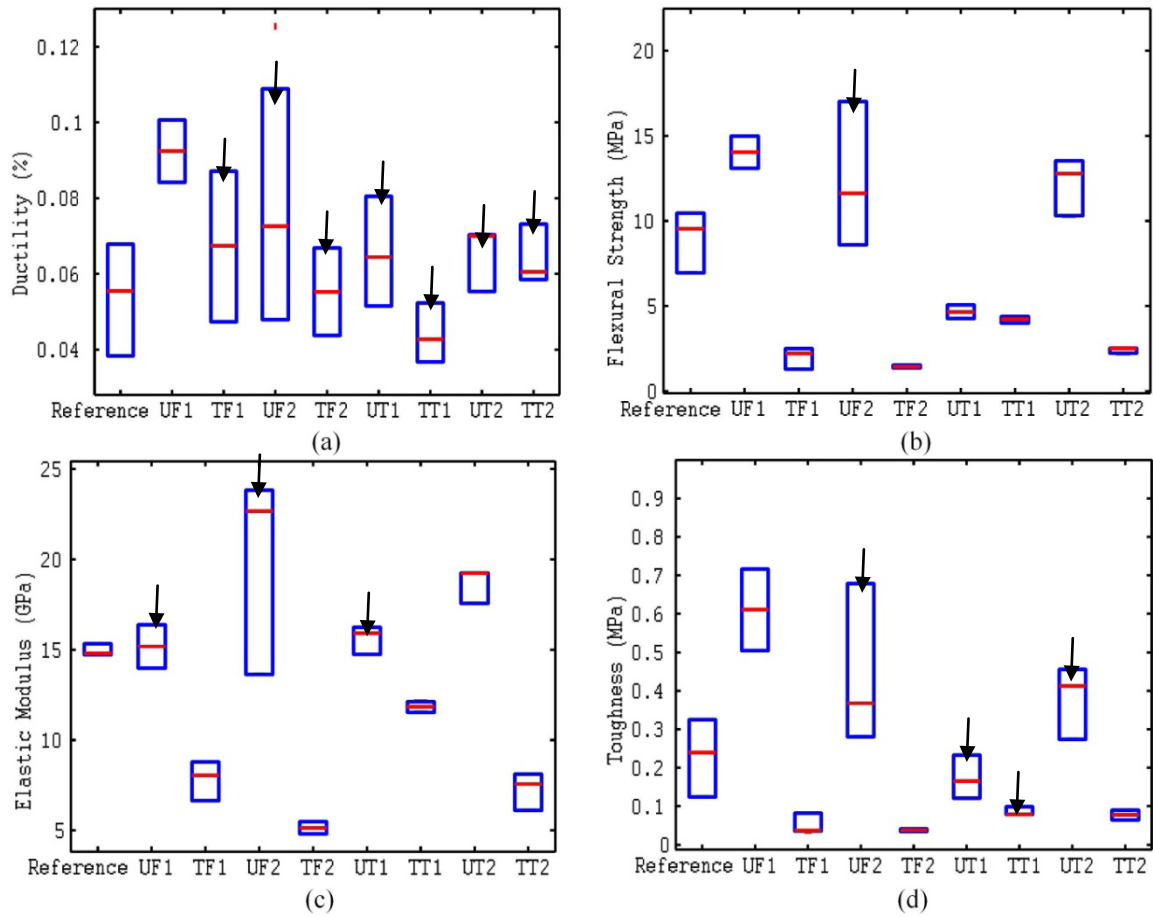 Ductility (%)
0.12
0.1
0.08
0.06
0.04
Reference UF1 TF1 UF2 TF2 UT1 TT1 UT2 TT2
(a)
Flexural Strength (MPa)
20
15
10
5
0
Reference UF1 TF1 UF2 TF2 UT1 TT1 UT2 TT2
(b)
Elastic Modulus (GPa)
25
20
15
10
5
Reference UF1 TF1 UF2 TF2 UT1 TT1 UT2 TT2
(c)
Toughness (MPa)
0.9
0.8
0.7
0.6
0.5
0.4
0.3
0.2
0.1
0
Reference UF1 TF1 UF2 TF2 UT1 TT1 UT2 TT2
(d)